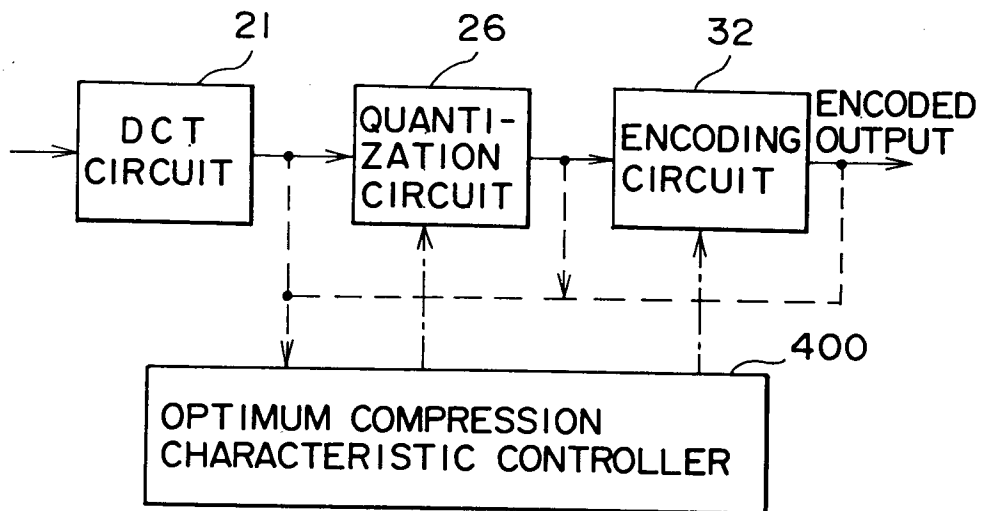 21
26
32
DCT
CIRCUIT
QUANTI-
ZATION
CIRCUIT
ENCODING
CIRCUIT
ENCODED
OUTPUT
400
OPTIMUM COMPRESSION
CHARACTERISTIC CONTROLLER